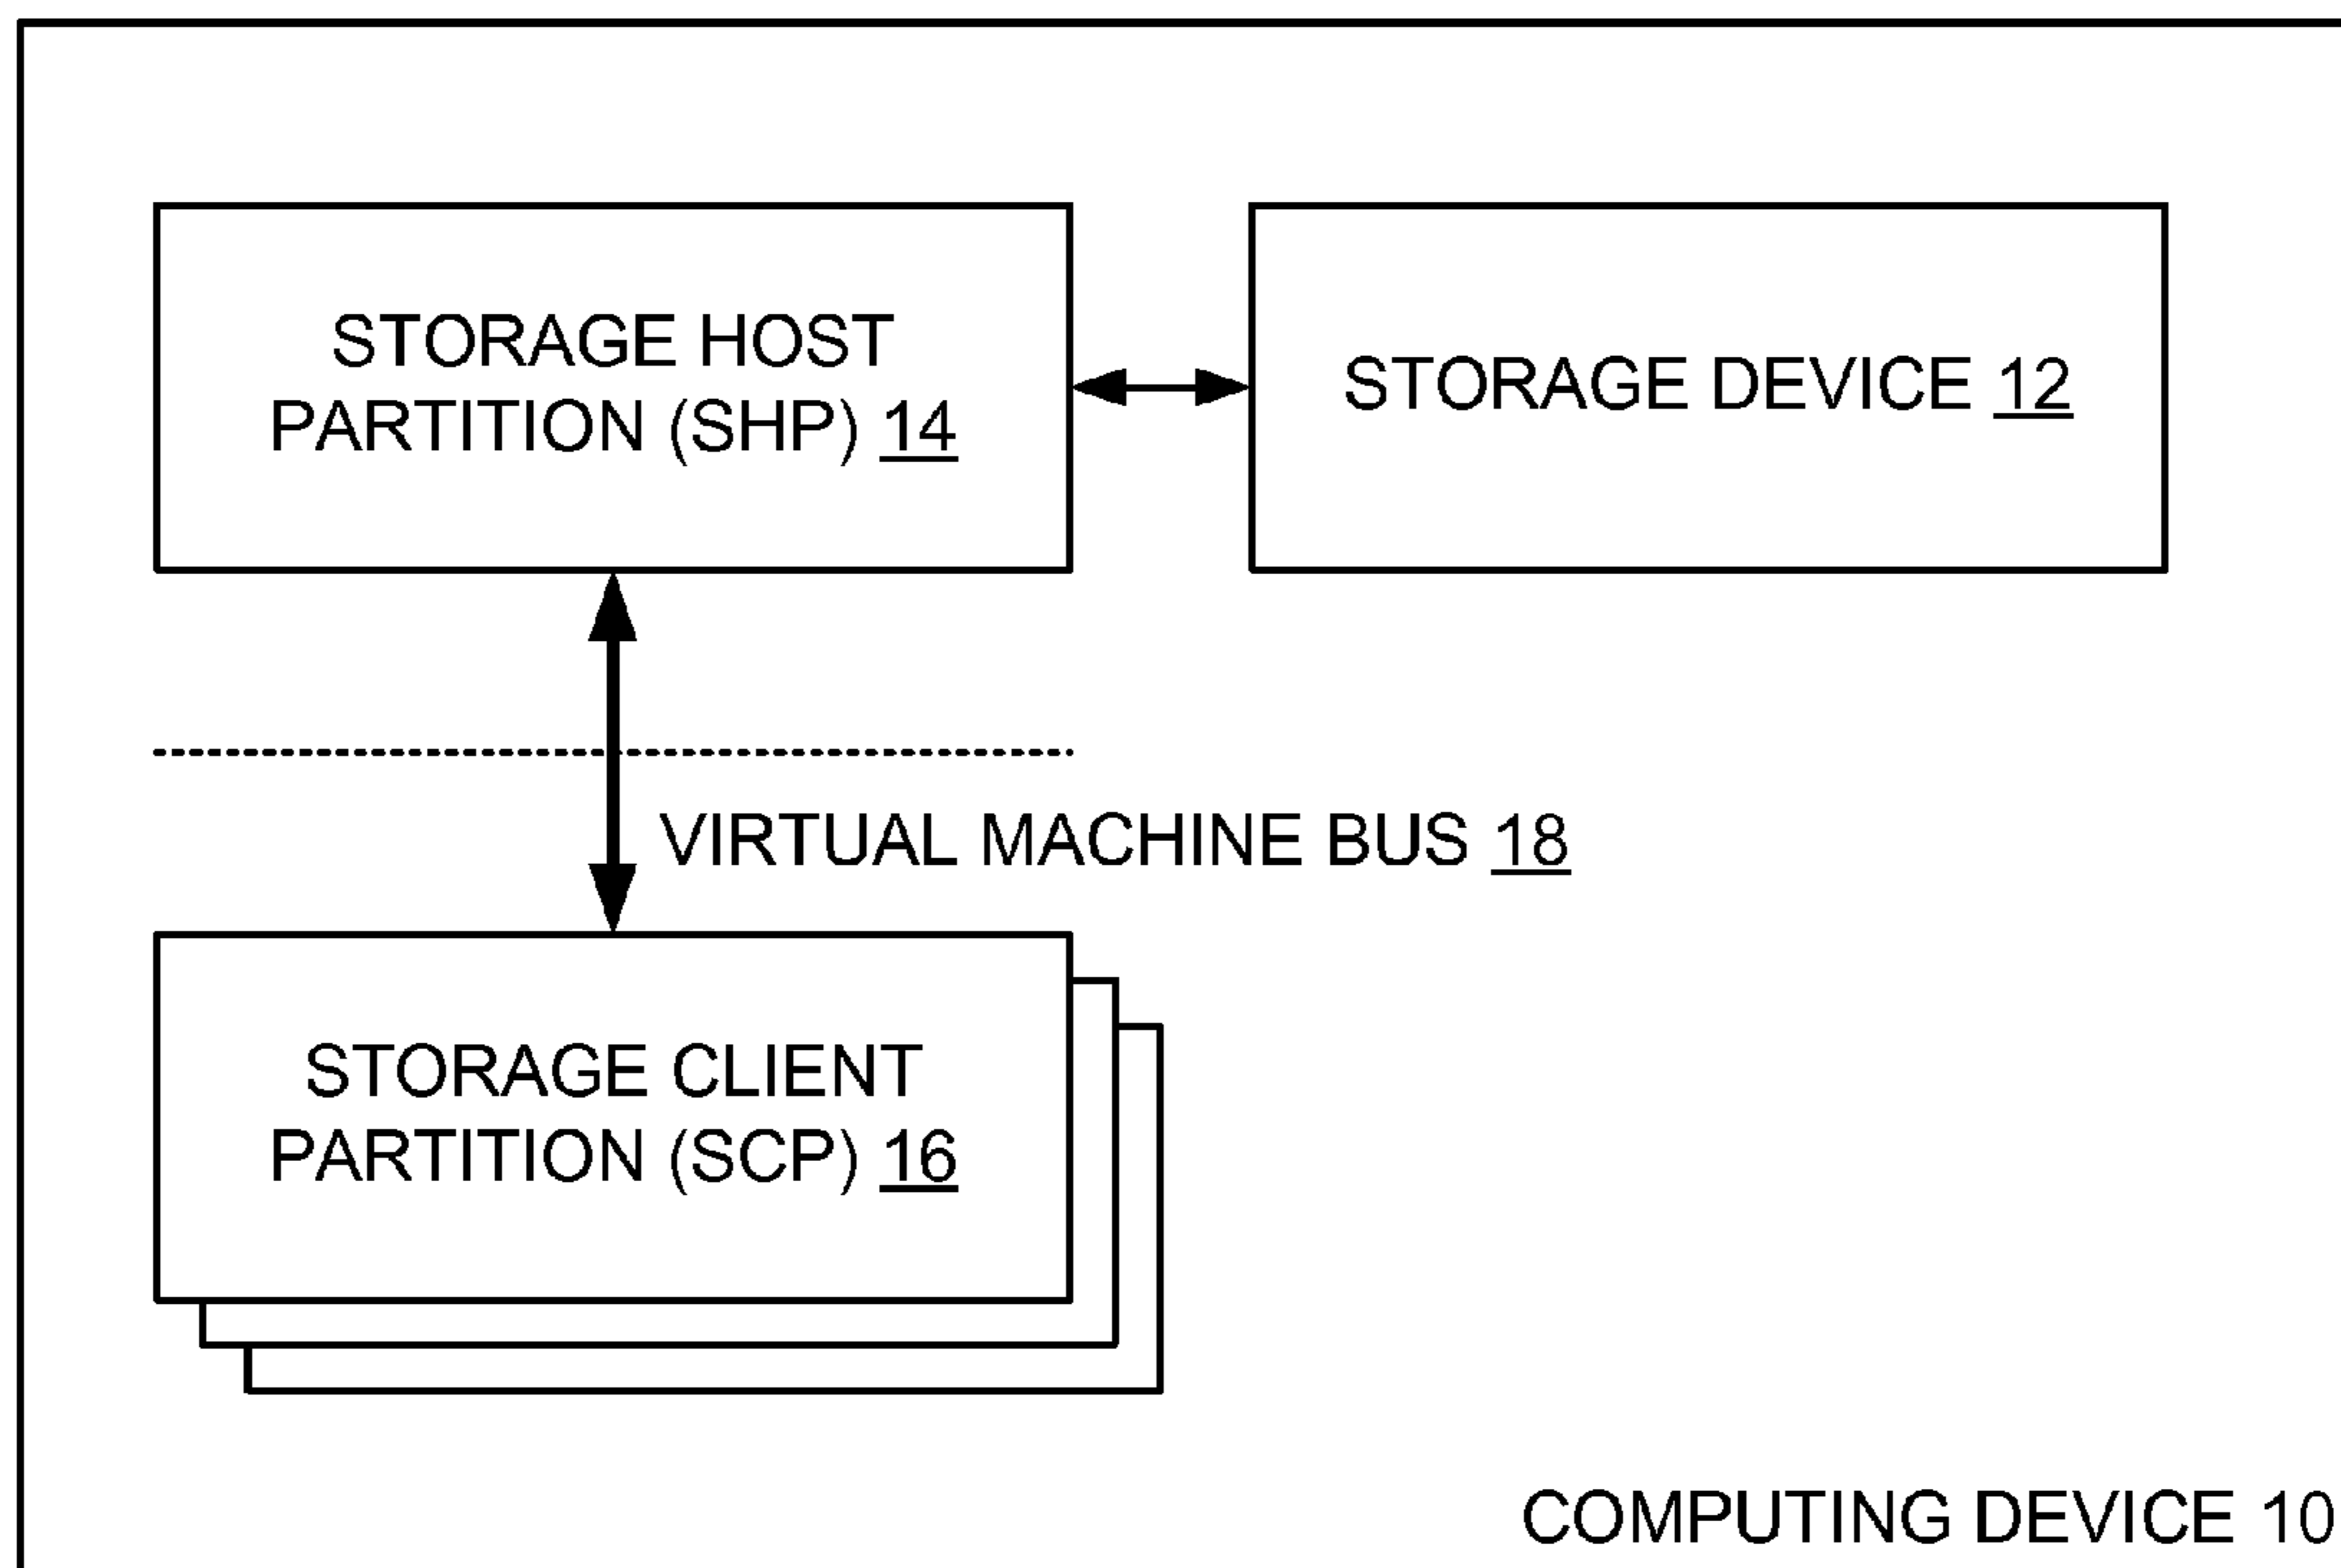 STORAGE HOST
PARTITION (SHP) 14
STORAGE DEVICE 12
VIRTUAL MACHINE BUS 18
STORAGE CLIENT
PARTITION (SCP) 16
COMPUTING DEVICE 10